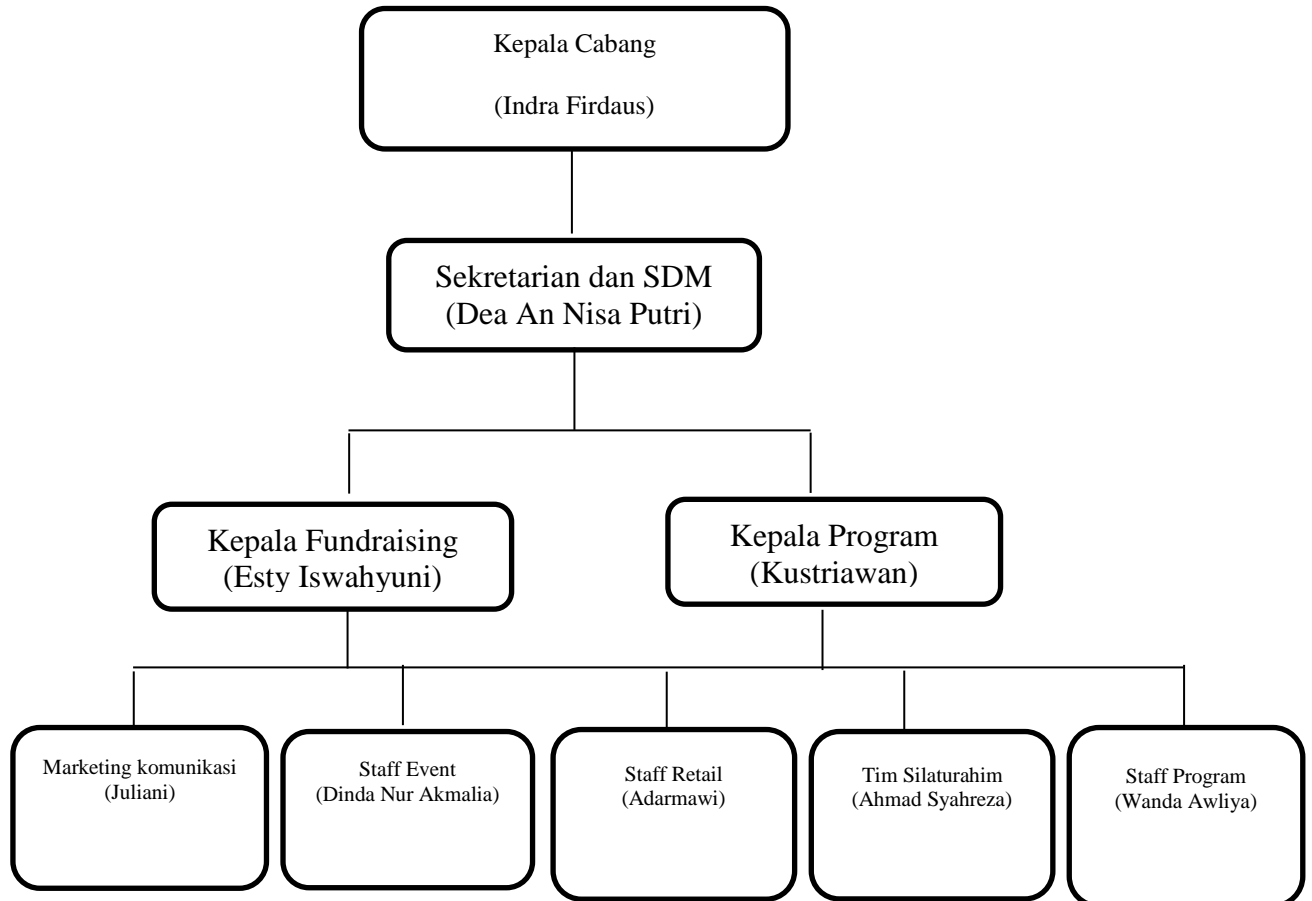 Kepala Cabang
(Indra Firdaus)
Sekretarian dan SDM
(Dea An Nisa Putri)
Kepala Fundraising
(Esty Iswahyuni)
Kepala Program
(Kustriawan)
Marketing komunikasi
(Juliani)
Staff Event
(Dinda Nur Akmalia)
Staff Retail
(Adarmawi)
Tim Silaturahim
(Ahmad Syahreza)
Staff Program
(Wanda Awliya)